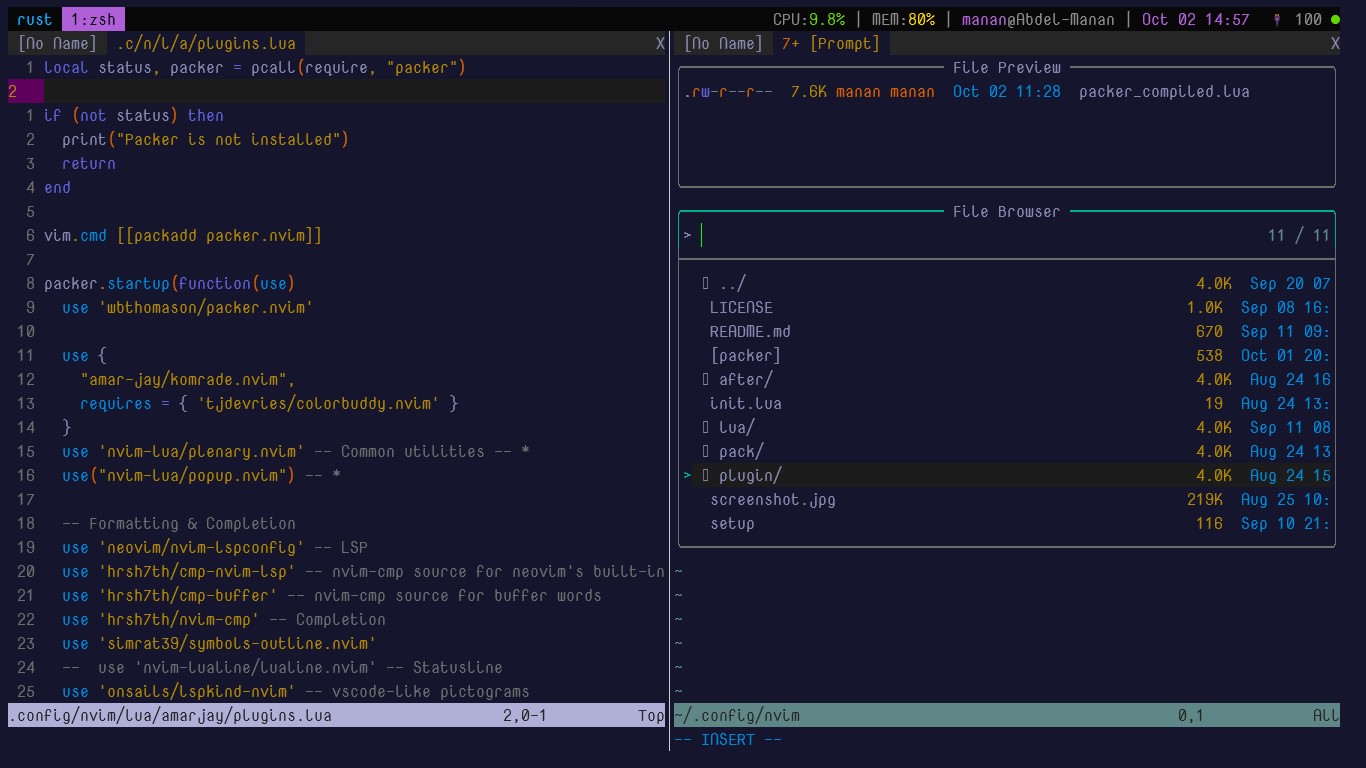 rust 1:zsh CPU:9.8% | MEM:80% | manan@Abdel-Manan | Oct 02 14:57 100
[No Name] .c/n/l/a/plugins.lua X
1 local status, packer = pcall(require, "packer")
2
1 if (not status) then
2 print("Packer is not installed")
3 return
4 end
5
6 vim.cmd [[packadd packer.nvim]]
7
8 packer.startup(function(use)
9 use 'wbthomason/packer.nvim'
10
11 use {
12 "amar-jay/komrade.nvim",
13 requires = { 'tjdevries/colorbuddy.nvim' }
14 }
15 use 'nvim-lua/plenary.nvim' -- Common utilities -- *
16 use("nvim-lua/popup.nvim") -- *
17
18 -- Formatting & Completion
19 use 'neovim/nvim-lspconfig' -- LSP
20 use 'hrsh7th/cmp-nvim-lsp' -- nvim-cmp source for neovim's built-in
21 use 'hrsh7th/cmp-buffer' -- nvim-cmp source for buffer words
22 use 'hrsh7th/nvim-cmp' -- Completion
23 use 'simrat39/symbols-outline.nvim'
24 -- use 'nvim-lualine/lualine.nvim' -- Statusline
25 use 'onsails/lspkind-nvim' -- vscode-like pictograms
.config/nvim/lua/amarjay/plugins.lua 2,0-1 Top
[No Name] 7+ [Prompt] X
File Preview
.rw-r--r-- 7.6K manan manan Oct 02 11:28 packer_compiled.lua
File Browser
> 11 / 11
../ 4.0K Sep 20 07
LICENSE 1.0K Sep 08 16:
README.md 670 Sep 11 09:
[packer] 538 Oct 01 20:
after/ 4.0K Aug 24 16
init.lua 19 Aug 24 13:
lua/ 4.0K Sep 11 08
pack/ 4.0K Aug 24 13
> plugin/ 4.0K Aug 24 15
screenshot.jpg 219K Aug 25 10:
setup 116 Sep 10 21:
~
~
~
~
~
~
~/.config/nvim 0,1 All
-- INSERT --